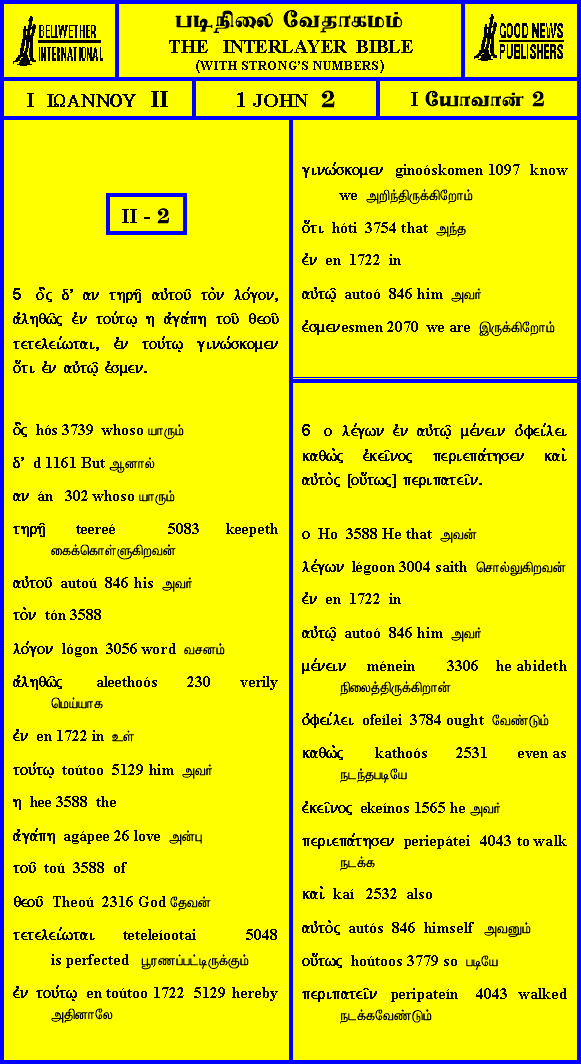 BELLWETHER
INTERNATIONAL
படிநிலை வேதாகமம்
THE INTERLAYER BIBLE
(WITH STRONG'S NUMBERS)
GOOD NEWS
PUBLISHERS
I ΙΩΑΝΝΟΥ II
1 JOHN 2
I யோவான் 2
II - 2
5 ὃς δ’ αν τηρῇ αὐτοῦ τὸν λόγον,
ἀληθῶς ἐν τούτῳ η ἀγάπη τοῦ θεοῦ
τετελείωται, ἐν τούτῳ γινώσκομεν
ὅτι ἐν αὐτῷ ἐσμεν.
ὃς hós 3739 whoso யாரும்
δ’ d 1161 But ஆனால்
αν án 302 whoso யாரும்
τηρῇ teereé 5083 keepeth
கைக்கொள்ளுகிறவன்
αὐτοῦ autoú 846 his அவர்
τὸν tón 3588
λόγον lógon 3056 word வசனம்
ἀληθῶς aleethoós 230 verily
மெய்யாக
ἐν en 1722 in உள்
τούτῳ toútoo 5129 him அவர்
η hee 3588 the
ἀγάπη agápee 26 love அன்பு
τοῦ toú 3588 of
θεοῦ Theoú 2316 God தேவன்
τετελείωται teteleíootai 5048
is perfected பூரணப்பட்டிருக்கும்
ἐν τούτῳ en toútoo 1722 5129 hereby
அதினாலே
γινώσκομεν ginoóskomen 1097 know
we அறிந்திருக்கிறோம்
ὅτι hóti 3754 that அந்த
ἐν en 1722 in
αὐτῷ autoó 846 him அவர்
ἐσμεν esmen 2070 we are இருக்கிறோம்
6 ο λέγων ἐν αὐτῷ μένειν ὀφείλει
καθὼς ἐκεῖνος περιεπάτησεν καὶ
αὐτὸς [οὕτως] περιπατεῖν.
ο Ho 3588 He that அவன்
λέγων légoon 3004 saith சொல்லுகிறவன்
ἐν en 1722 in
αὐτῷ autoó 846 him அவர்
μένειν ménein 3306 he abideth
நிலைத்திருக்கிறான்
ὀφείλει ofeílei 3784 ought வேண்டும்
καθὼς kathoós 2531 even as
நடந்தபடியே
ἐκεῖνος ekeínos 1565 he அவர்
περιεπάτησεν periepátei 4043 to walk
நடக்க
καὶ kaí 2532 also
αὐτὸς autós 846 himself அவனும்
οὕτως hoútoos 3779 so படியே
περιπατεῖν peripateín 4043 walked
நடக்கவேண்டும்